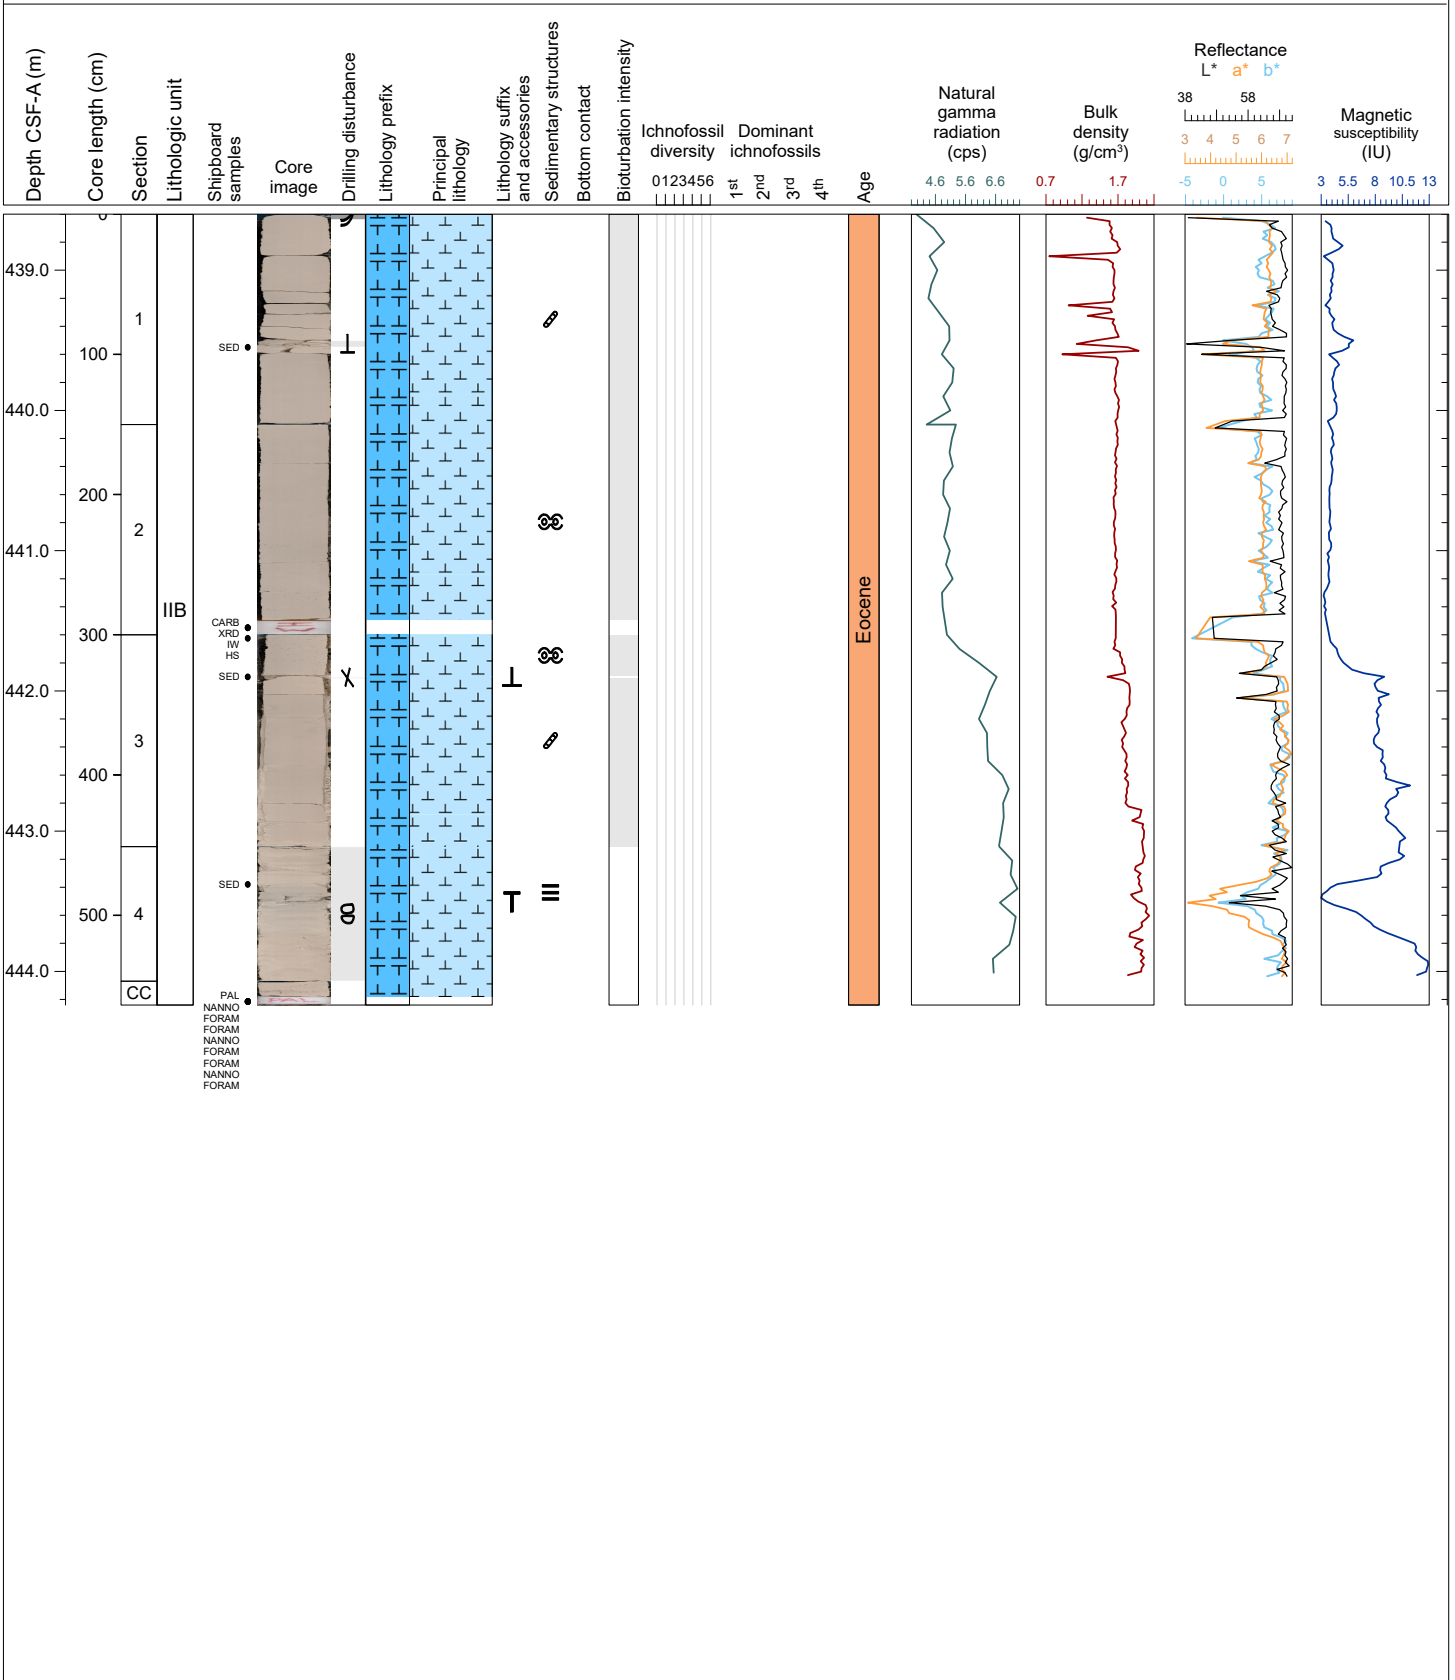 Depth CSF-A (m)
Core length (cm)
Section
Lithologic unit
Shipboard
samples
Core
image
Drilling disturbance
Lithology prefix
Principal
lithology
Lithology suffix
and accessories
Sedimentary structures
Bottom contact
Bioturbation intensity
Ichnofossil
diversity
0123456
Dominant
ichnofossils
1st 2nd 3rd 4th
Age
Natural
gamma
radiation
(cps)
4.6 5.6 6.6
Bulk
density
(g/cm³)
0.7 1.7
Reflectance
L* a* b*
38 58
3 4 5 6 7
-5 0 5
Magnetic
susceptibility
(IU)
3 5.5 8 10.5 13
0
439.0
1
SED
100
440.0
200
2
441.0
IIB
Eocene
CARB
300
XRD
IW
HS
SED
442.0
3
400
443.0
SED
500
4
444.0
CC
PAL
NANNO
FORAM
FORAM
NANNO
FORAM
FORAM
NANNO
FORAM